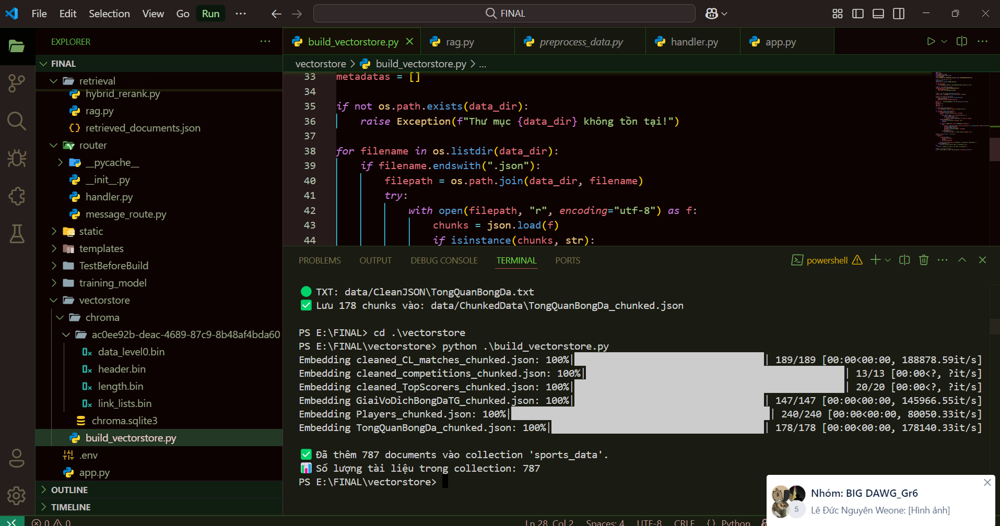 File Edit Selection View Go Run ··· FINAL
EXPLORER ···
FINAL
retrieval
hybrid_rerank.py
rag.py
{} retrieved_documents.json
router
__pycache__
__init__.py
handler.py
message_route.py
static
templates
TestBeforeBuild
training_model
vectorstore
chroma
ac0ee92b-deac-4689-87c9-8b48af4bda60
data_level0.bin
header.bin
length.bin
link_lists.bin
chroma.sqlite3
build_vectorstore.py
.env
app.py
OUTLINE
TIMELINE
build_vectorstore.py rag.py preprocess_data.py handler.py app.py
vectorstore > build_vectorstore.py > ...
33 metadatas = []
34
35 if not os.path.exists(data_dir):
36 raise Exception(f"Thư mục {data_dir} không tồn tại!")
37
38 for filename in os.listdir(data_dir):
39 if filename.endswith(".json"):
40 filepath = os.path.join(data_dir, filename)
41 try:
42 with open(filepath, "r", encoding="utf-8") as f:
43 chunks = json.load(f)
44 if isinstance(chunks, str):
PROBLEMS OUTPUT DEBUG CONSOLE TERMINAL PORTS powershell
TXT: data/CleanJSON\TongQuanBongDa.txt
✅ Lưu 178 chunks vào: data/ChunkedData\TongQuanBongDa_chunked.json
PS E:\FINAL> cd .\vectorstore
PS E:\FINAL\vectorstore> python .\build_vectorstore.py
Embedding cleaned_CL_matches_chunked.json: 100%| | 189/189 [00:00<00:00, 188878.59it/s]
Embedding cleaned_competitions_chunked.json: 100%| | 13/13 [00:00<?, ?it/s]
Embedding cleaned_TopScorers_chunked.json: 100%| | 20/20 [00:00<?, ?it/s]
Embedding GiaiVoDichBongDaTG_chunked.json: 100%| | 147/147 [00:00<00:00, 145966.55it/s]
Embedding Players_chunked.json: 100%| | 240/240 [00:00<00:00, 80050.33it/s]
Embedding TongQuanBongDa_chunked.json: 100%| | 178/178 [00:00<00:00, 178140.33it/s]
✅ Đã thêm 787 documents vào collection 'sports_data'.
📊 Số lượng tài liệu trong collection: 787
PS E:\FINAL\vectorstore>
Nhóm: BIG DAWG_Gr6
5 Lê Đức Nguyên Weone: [Hình ảnh]
0 0 Ln 28, Col 2 Spaces: 4 UTF-8 CRLF {} Python